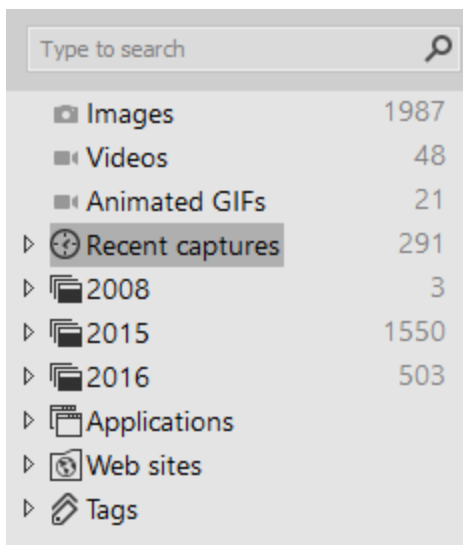 Type to search
Images 1987
Videos 48
Animated GIFs 21
Recent captures 291
2008 3
2015 1550
2016 503
Applications
Web sites
Tags